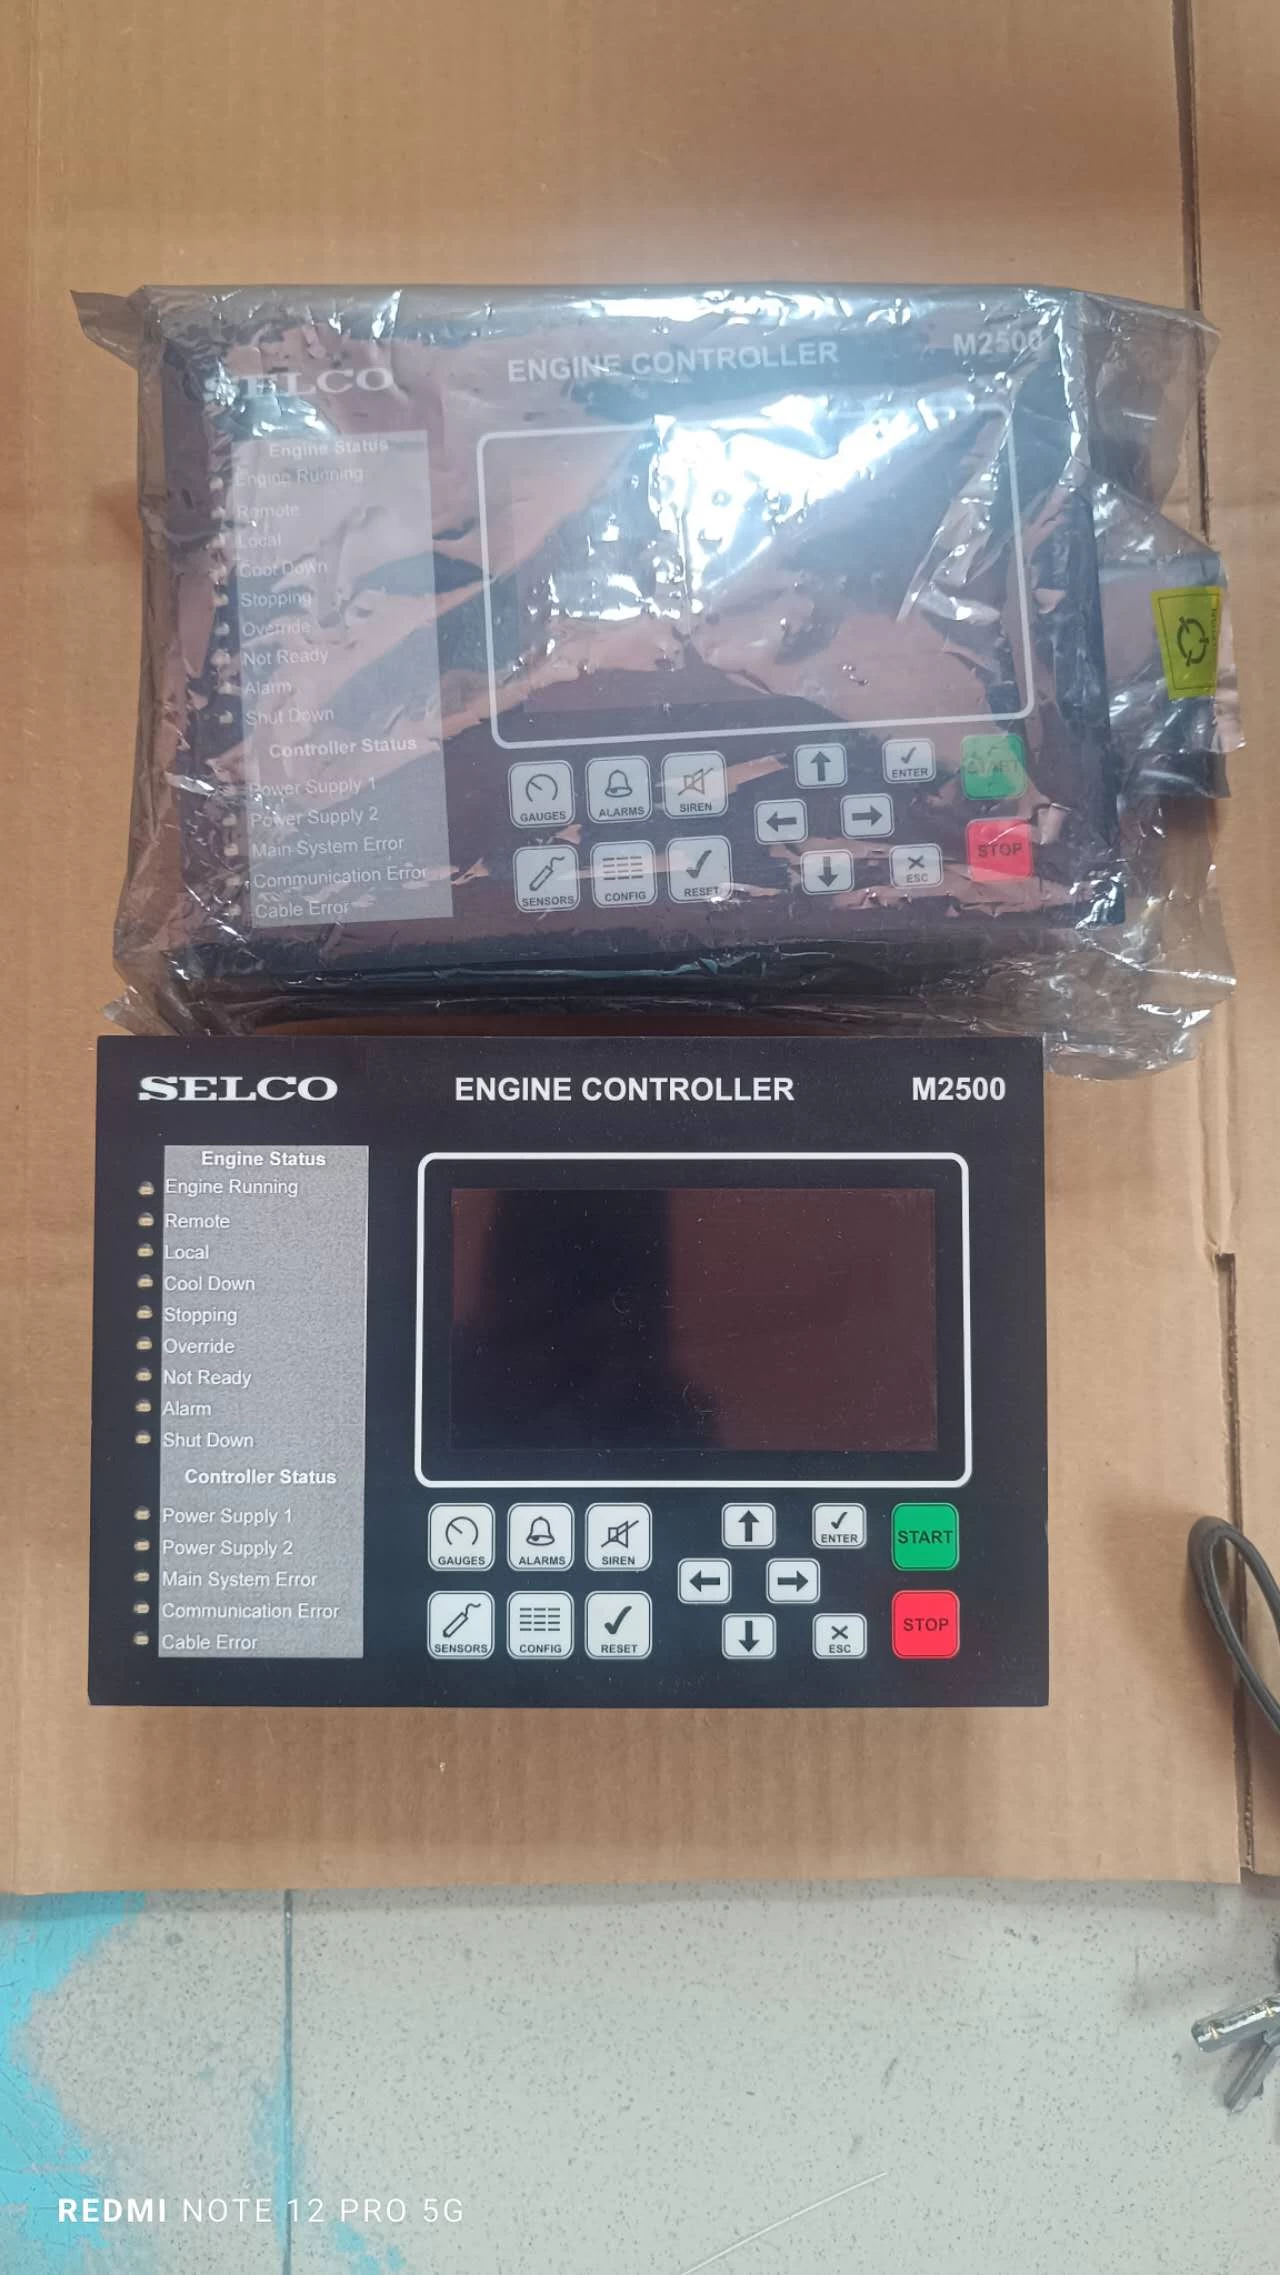 SELCO
ENGINE CONTROLLER
M2500
Engine Status
Engine Running
Remote
Local
Cool Down
Stopping
Override
Not Ready
Alarm
Shut Down
Controller Status
Power Supply 1
Power Supply 2
Main System Error
Communication Error
Cable Error
GAUGES
ALARMS
SIREN
ENTER
START
SENSORS
CONFIG
RESET
ESC
STOP
SELCO
ENGINE CONTROLLER
M2500
Engine Status
Engine Running
Remote
Local
Cool Down
Stopping
Override
Not Ready
Alarm
Shut Down
Controller Status
Power Supply 1
Power Supply 2
Main System Error
Communication Error
Cable Error
GAUGES
ALARMS
SIREN
ENTER
START
SENSORS
CONFIG
RESET
ESC
STOP
REDMI NOTE 12 PRO 5G